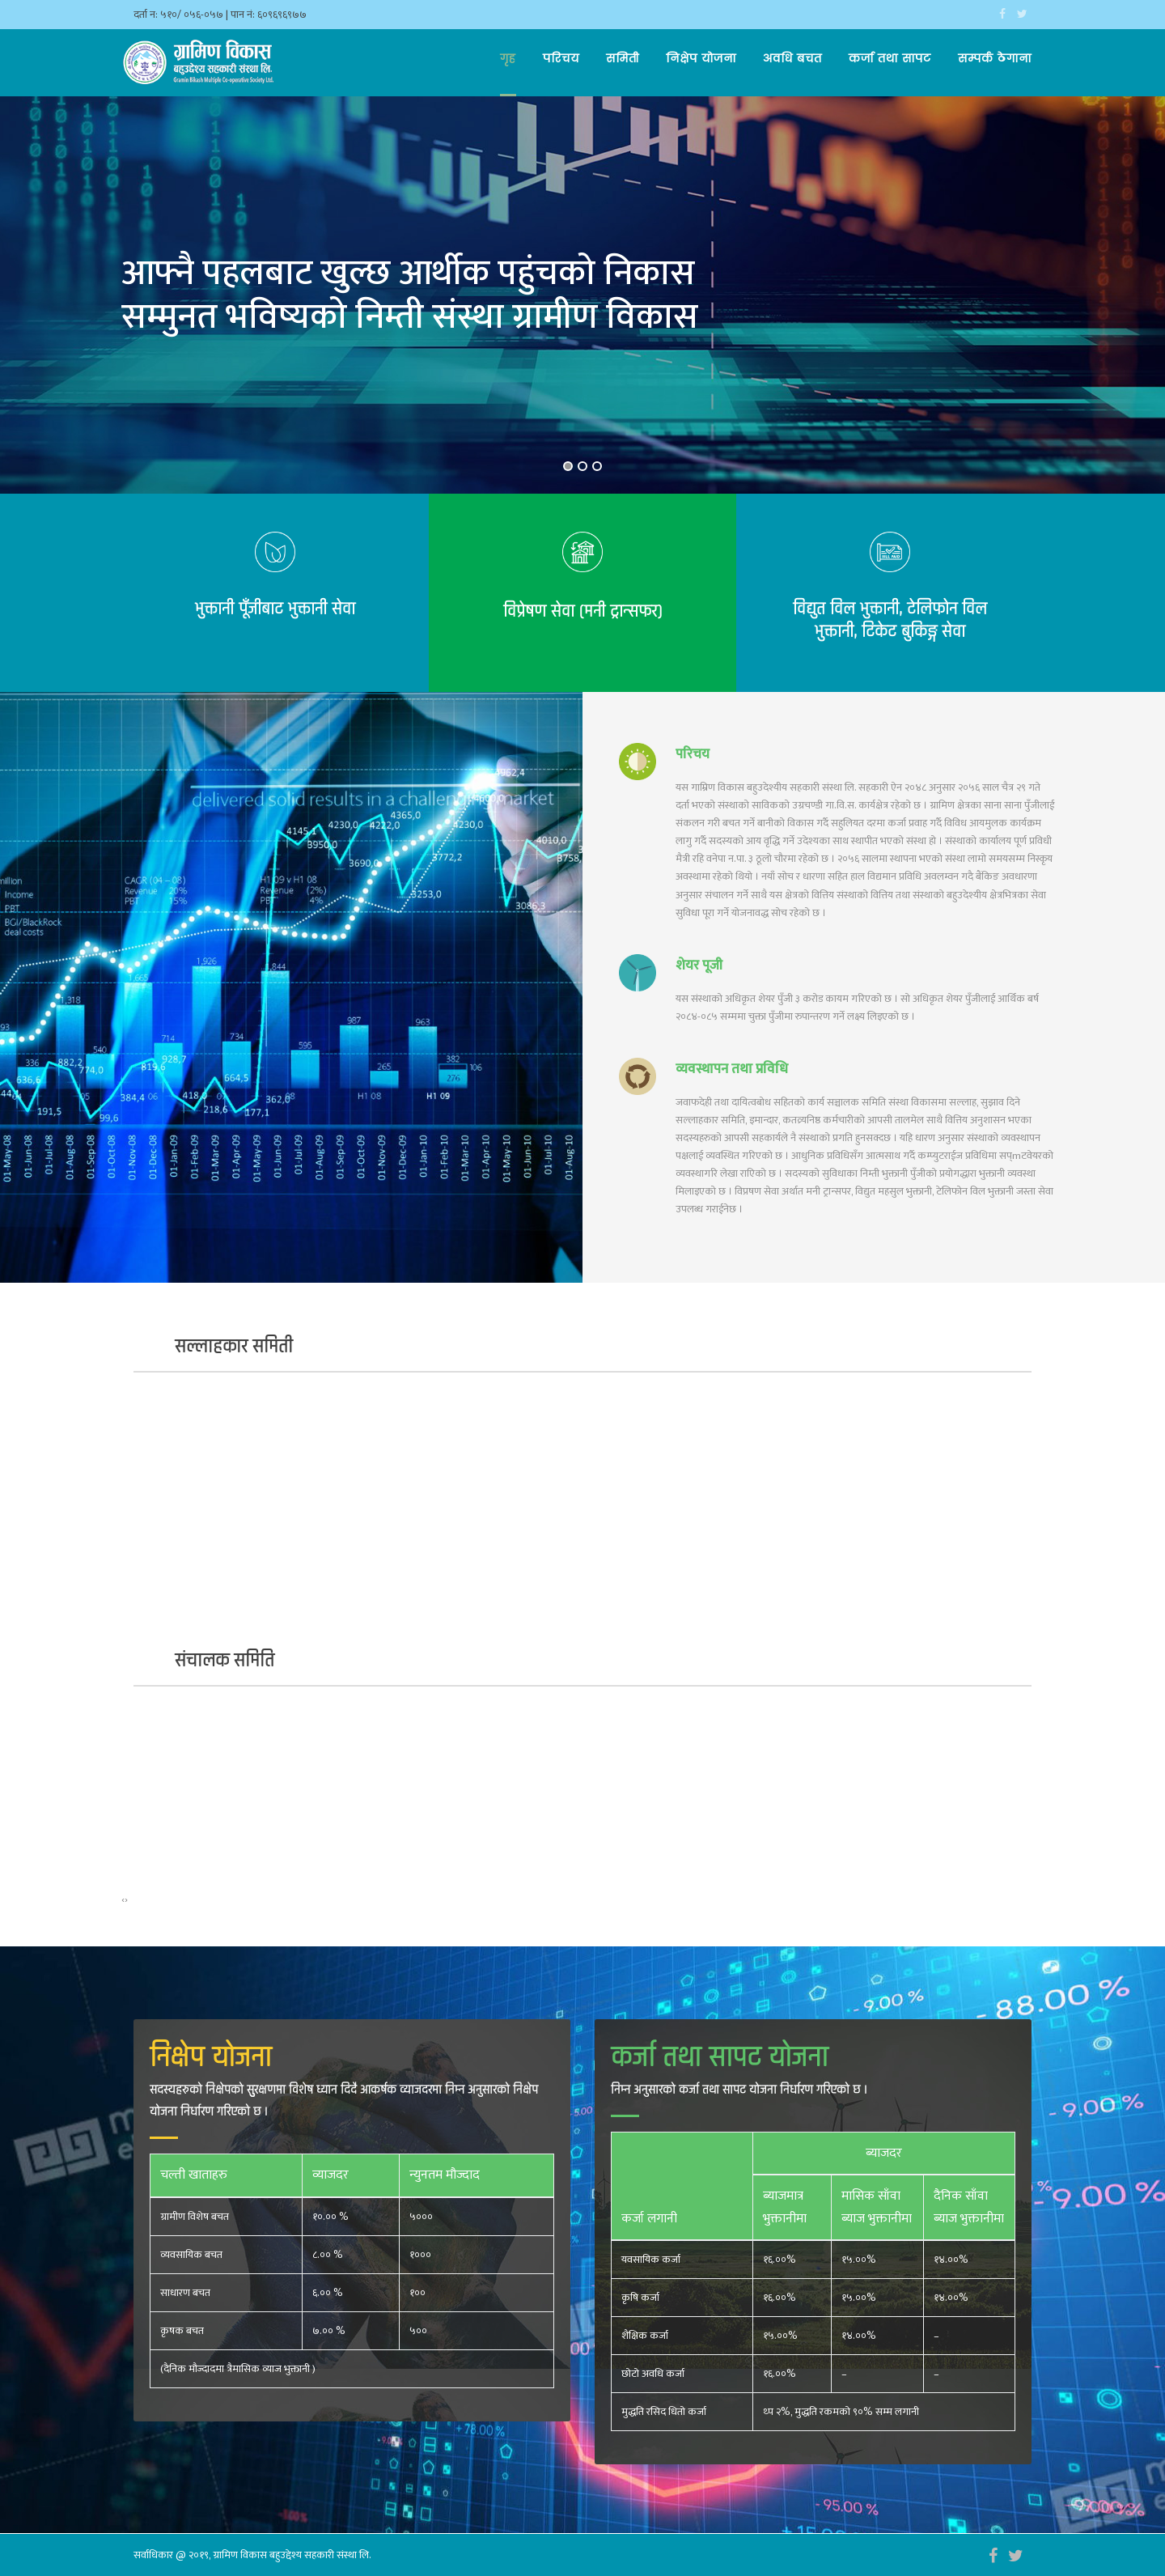 दर्ता न: ५१०/ ०५६-०५७ | पान नं: ६०९६९६९७७
ग्रामिण विकास
बहुउद्देश्य सहकारी संस्था लि.
Gramin Bikash Multiple Co-operative Society Ltd.
गृह परिचय समिती निक्षेप योजना अवधि बचत कर्जा तथा सापट सम्पर्क ठेगाना
आफ्नै पहलबाट खुल्छ आर्थीक पहुंचको निकास
सम्मुनत भविष्यको निम्ती संस्था ग्रामीण विकास
भुक्तानी पूँजीबाट भुक्तानी सेवा
विप्रेषण सेवा (मनी ट्रान्सफर)
विद्युत विल भुक्तानी, टेलिफोन विल
भुक्तानी, टिकेट बुकिङ्ग सेवा
delivered solid results in a challenging market
परिचय
यस गाम्रिण विकास बहुउदेश्यीय सहकारी संस्था लि. सहकारी ऐन २०४८ अनुसार २०५६ साल चैत्र २९ गते
दर्ता भएको संस्थाको साविकको उग्रचण्डी गा.वि.स. कार्यक्षेत्र रहेको छ । ग्रामिण क्षेत्रका साना साना पुँजीलाई
संकलन गरी बचत गर्ने बानीको विकास गर्दै सहुलियत दरमा कर्जा प्रवाह गर्दै विविध आयमुलक कार्यक्रम
लागु गर्दै सदस्यको आय वृद्धि गर्ने उदेश्यका साथ स्थापीत भएको संस्था हो । संस्थाको कार्यालय पूर्ण प्रविधी
मैत्री रहि वनेपा न.पा. ३ ठूलो चौरमा रहेको छ । २०५६ सालमा स्थापना भएको संस्था लामो समयसम्म निस्कृय
अवस्थामा रहेको थियो । नयाँ सोच र धारणा सहित हाल विद्यमान प्रविधि अवलम्वन गदै बैंकिङ अवधारणा
अनुसार संचालन गर्ने साथै यस क्षेत्रको वित्तिय संस्थाको वित्तिय तथा संस्थाको बहुउदेश्यीय क्षेत्रभित्रका सेवा
सुविधा पूरा गर्ने योजनावद्ध सोच रहेको छ ।
शेयर पूजी
यस संस्थाको अधिकृत शेयर पुँजी ३ करोड कायम गरिएको छ । सो अधिकृत शेयर पुँजीलाई आर्थिक बर्ष
२०८४-०८५ सम्ममा चुक्ता पुँजीमा रुपान्तरण गर्ने लक्ष्य लिइएको छ ।
व्यवस्थापन तथा प्रविधि
जवाफदेही तथा दायित्वबोध सहितको कार्य सञ्चालक समिति संस्था विकासमा सल्लाह, सुझाव दिने
सल्लाहकार समिति, इमान्दार, कतव्र्यनिष्ठ कर्मचारीको आपसी तालमेल साथै वित्तिय अनुशासन भएका
सदस्यहरुको आपसी सहकार्यले नै संस्थाको प्रगति हुनसक्दछ । यहि धारण अनुसार संस्थाको व्यवस्थापन
पक्षलाई व्यवस्थित गरिएको छ । आधुनिक प्रविधिसँग आत्मसाथ गर्दै कम्प्युटराईज प्रविधिमा सप्mटवेयरको
व्यवस्थागरि लेखा राएिको छ । सदस्यको सुविधाका निम्ती भुक्तानी पुँजीको प्रयोगद्धारा भुक्तानी व्यवस्था
मिलाइएको छ । विप्रषण सेवा अर्थात मनी ट्रान्सपर, विद्युत महसुल भुक्तानी, टेलिफोन विल भुक्तानी जस्ता सेवा
उपलब्ध गराईनेछ ।
सल्लाहकार समिती
संचालक समिति
‹ ›
निक्षेप योजना
सदस्यहरुको निक्षेपको सुरक्षणमा विशेष ध्यान दिदै आकर्षक व्याजदरमा निम्न अनुसारको निक्षेप
योजना निर्धारण गरिएको छ ।
चल्ती खाताहरु व्याजदर न्युनतम मौज्दाद
ग्रामीण विशेष बचत १०.०० % ५०००
व्यवसायिक बचत ८.०० % १०००
साधारण बचत ६.०० % १००
कृषक बचत ७.०० % ५००
(दैनिक मौज्दादमा त्रैमासिक व्याज भुक्तानी )
कर्जा तथा सापट योजना
निम्न अनुसारको कर्जा तथा सापट योजना निर्धारण गरिएको छ ।
ब्याजदर
कर्जा लगानी ब्याजमात्र भुक्तानीमा मासिक साँवा ब्याज भुक्तानीमा दैनिक साँवा ब्याज भुक्तानीमा
यवसायिक कर्जा १६.००% १५.००% १४.००%
कृषि कर्जा १६.००% १५.००% १४.००%
शैक्षिक कर्जा १५.००% १४.००% –
छोटो अवधि कर्जा १६.००% – –
मुद्धति रसिद धितो कर्जा थ्प २%, मुद्धति रकमको ९०% सम्म लगानी
सर्वाधिकार @ २०१९, ग्रामिण विकास बहुउद्देश्य सहकारी संस्था लि.